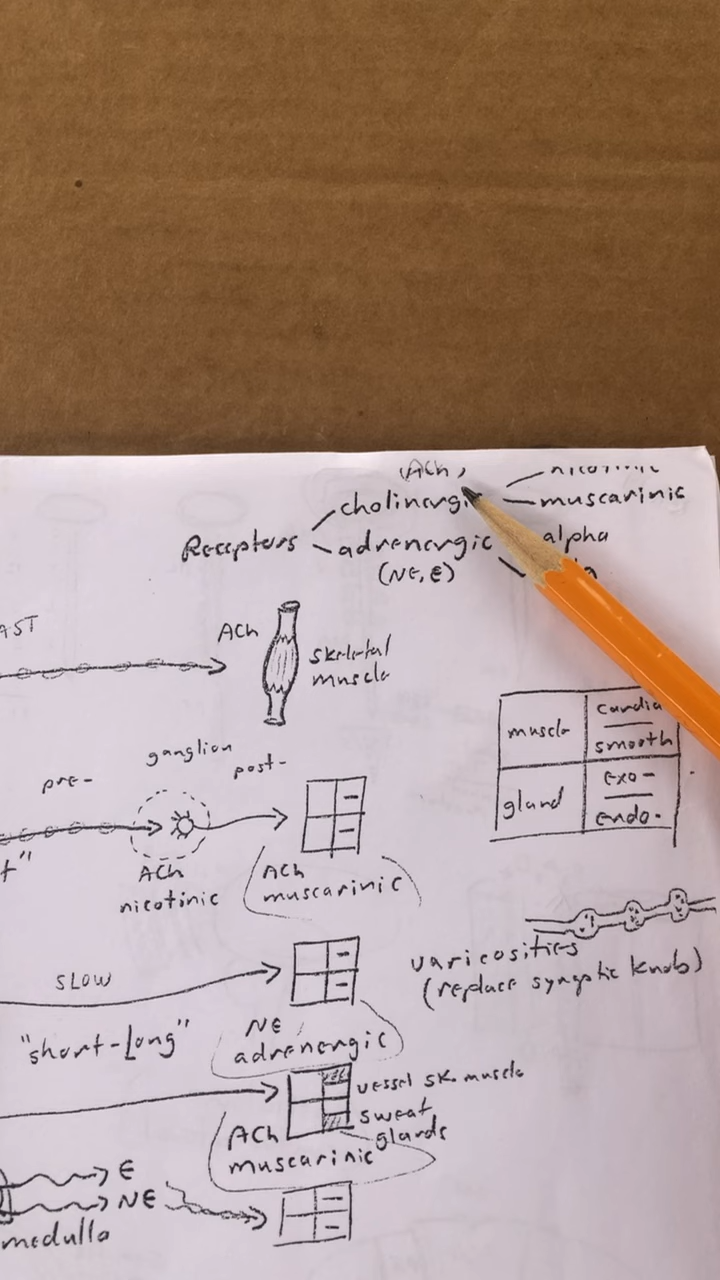 (ACh)
nicotinic
cholinergi
muscarinic
Receptors
adrenergic
alpha
(NE, E)
AST
ACh
skeletal
muscle
cardia
muscle
smooth
ganglion
pre-
post-
exo-
gland
endo-
t"
ACh
nicotinic
ACh
muscarinic
varicosities
(replace synaptic knob)
SLOW
"short-Long"
NE
adrenergic
vessel sk. muscle
sweat
glands
ACh
muscarinic
E
NE
medulla